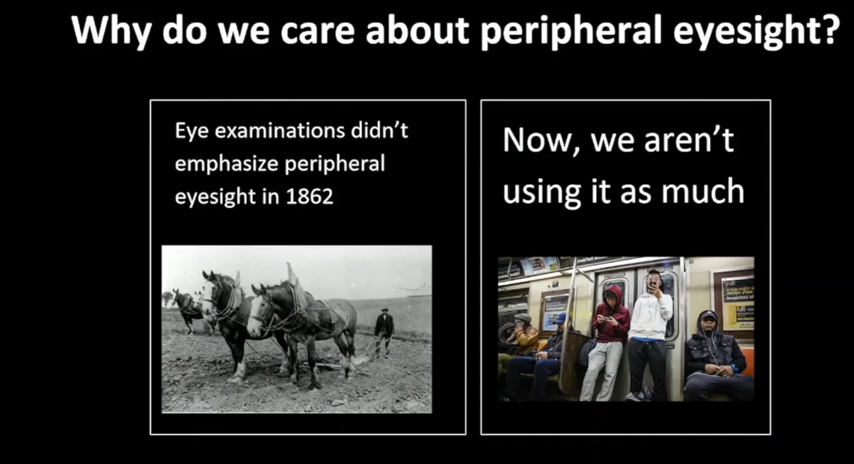 Why do we care about peripheral eyesight?
Eye examinations didn't
emphasize peripheral
eyesight in 1862
Now, we aren't
using it as much